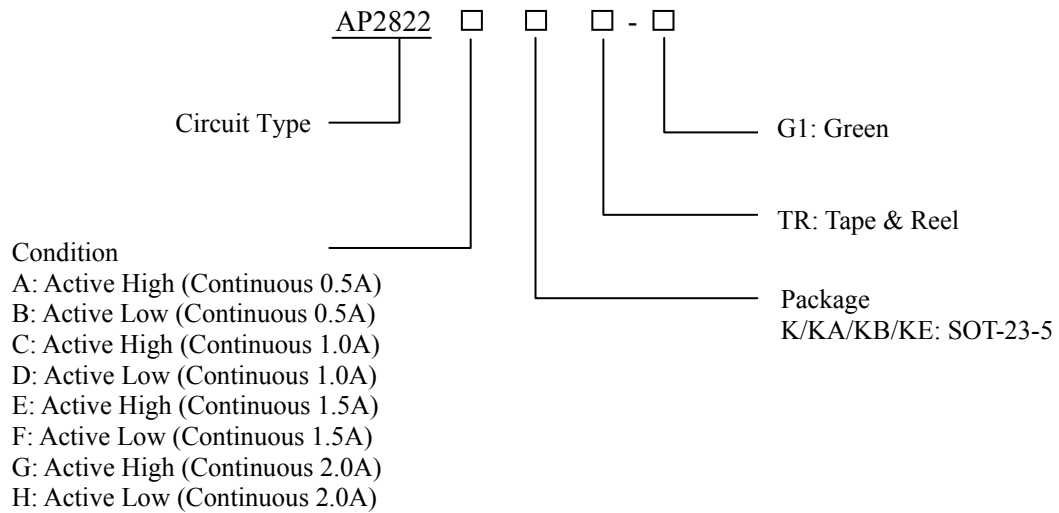 AP2822 □ □ □ - □
Circuit Type
G1: Green
TR: Tape & Reel
Package
K/KA/KB/KE: SOT-23-5
Condition
A: Active High (Continuous 0.5A)
B: Active Low (Continuous 0.5A)
C: Active High (Continuous 1.0A)
D: Active Low (Continuous 1.0A)
E: Active High (Continuous 1.5A)
F: Active Low (Continuous 1.5A)
G: Active High (Continuous 2.0A)
H: Active Low (Continuous 2.0A)